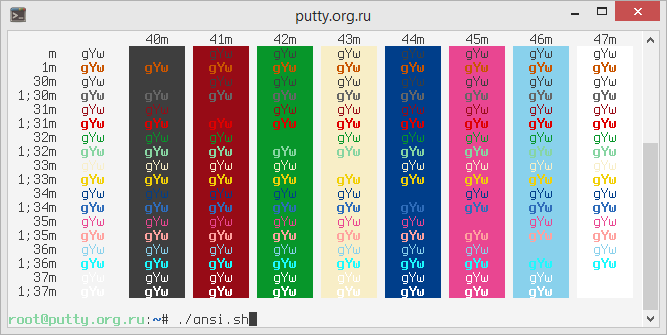 putty.org.ru
40m 41m 42m 43m 44m 45m 46m 47m
m gYw gYw gYw gYw gYw gYw gYw gYw gYw
1m gYw gYw gYw gYw gYw gYw gYw gYw gYw
30m gYw gYw gYw gYw gYw gYw gYw gYw
1;30m gYw gYw gYw gYw gYw gYw gYw gYw gYw
31m gYw gYw gYw gYw gYw gYw gYw gYw
1;31m gYw gYw gYw gYw gYw gYw gYw gYw gYw
32m gYw gYw gYw gYw gYw gYw gYw gYw
1;32m gYw gYw gYw gYw gYw gYw gYw gYw gYw
33m gYw gYw gYw gYw gYw gYw gYw gYw
1;33m gYw gYw gYw gYw gYw gYw gYw gYw gYw
34m gYw gYw gYw gYw gYw gYw gYw gYw
1;34m gYw gYw gYw gYw gYw gYw gYw gYw gYw
35m gYw gYw gYw gYw gYw gYw gYw gYw
1;35m gYw gYw gYw gYw gYw gYw gYw gYw gYw
36m gYw gYw gYw gYw gYw gYw gYw gYw
1;36m gYw gYw gYw gYw gYw gYw gYw gYw gYw
37m gYw gYw gYw gYw gYw gYw gYw gYw
1;37m gYw gYw gYw gYw gYw gYw gYw gYw
root@putty.org.ru:~# ./ansi.sh